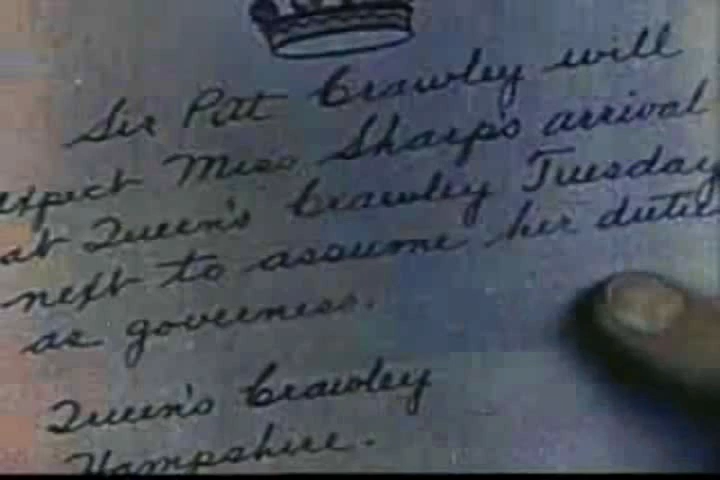 Sir Pitt Crawley will
expect Miss Sharp's arrival
at Queen's Crawley Tuesday
next to assume her duties
as governess.
Queen's Crawley
Hampshire.